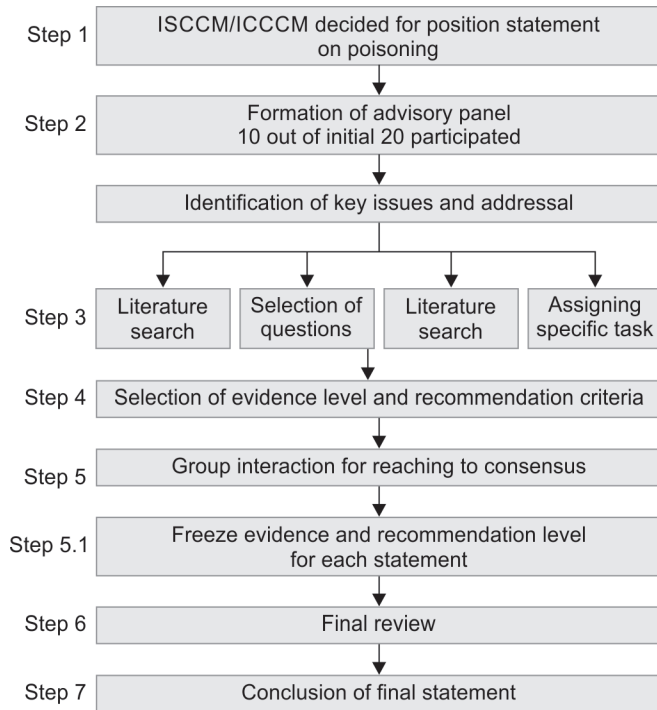 Step 1
ISCCM/ICCCM decided for position statement
on poisoning
Step 2
Formation of advisory panel
10 out of initial 20 participated
Identification of key issues and addressal
Step 3
Literature
search
Selection of
questions
Literature
search
Assigning
specific task
Step 4
Selection of evidence level and recommendation criteria
Step 5
Group interaction for reaching to consensus
Step 5.1
Freeze evidence and recommendation level
for each statement
Step 6
Final review
Step 7
Conclusion of final statement